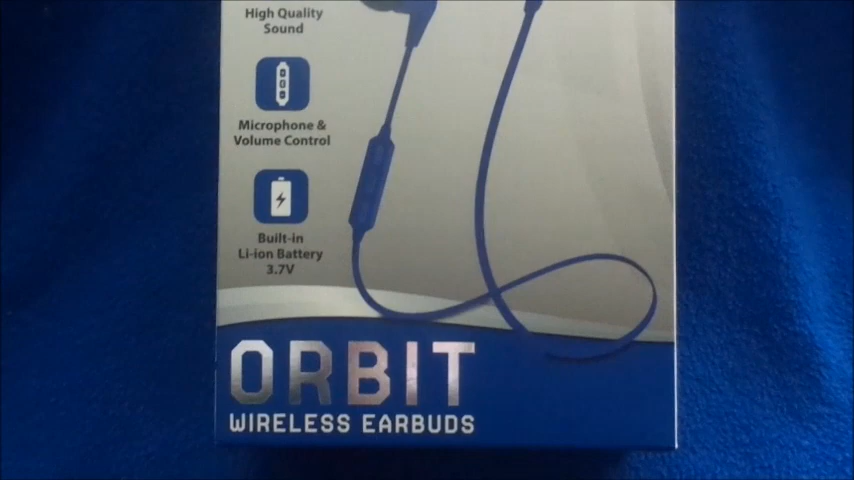 High Quality
Sound
Microphone &
Volume Control
Built-in
Li-ion Battery
3.7V
ORBIT
WIRELESS EARBUDS